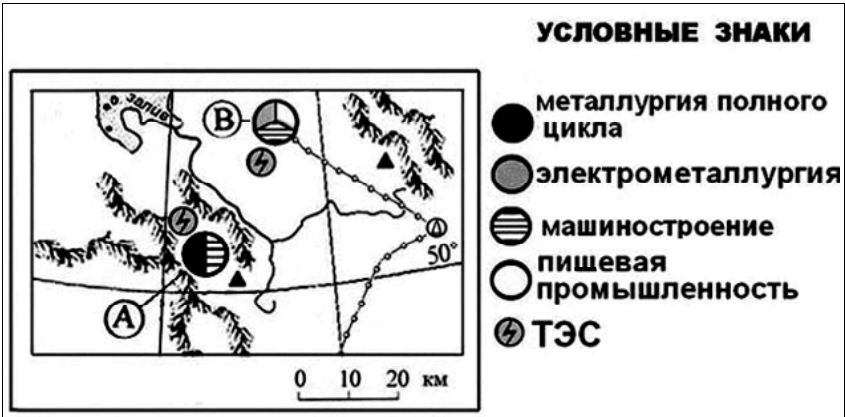 УСЛОВНЫЕ ЗНАКИ
залив
В
А
50°
0 10 20 км
металлургия полного
цикла
электрометаллургия
машиностроение
пищевая
промышленность
ТЭС